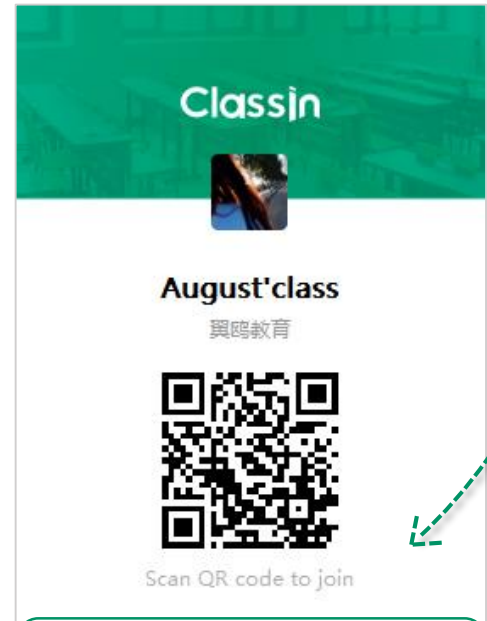 Classin
August'class
翼鸥教育
Scan QR code to join